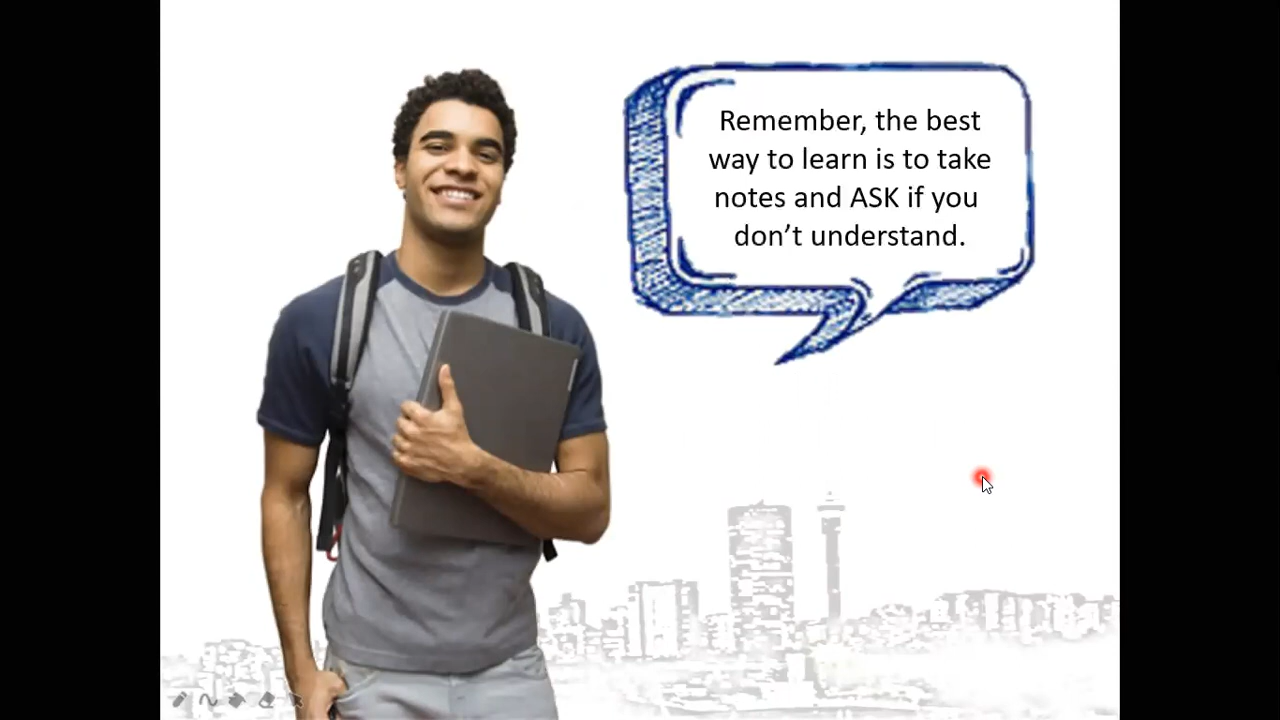 Remember, the best
way to learn is to take
notes and ASK if you
don’t understand.